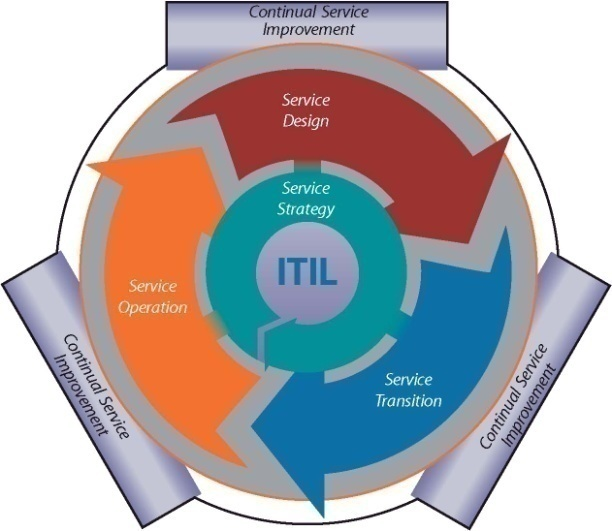 Continual Service
Improvement
Service
Design
Service
Strategy
ITIL
Service
Operation
Service
Transition
Continual Service
Improvement
Continual Service
Improvement